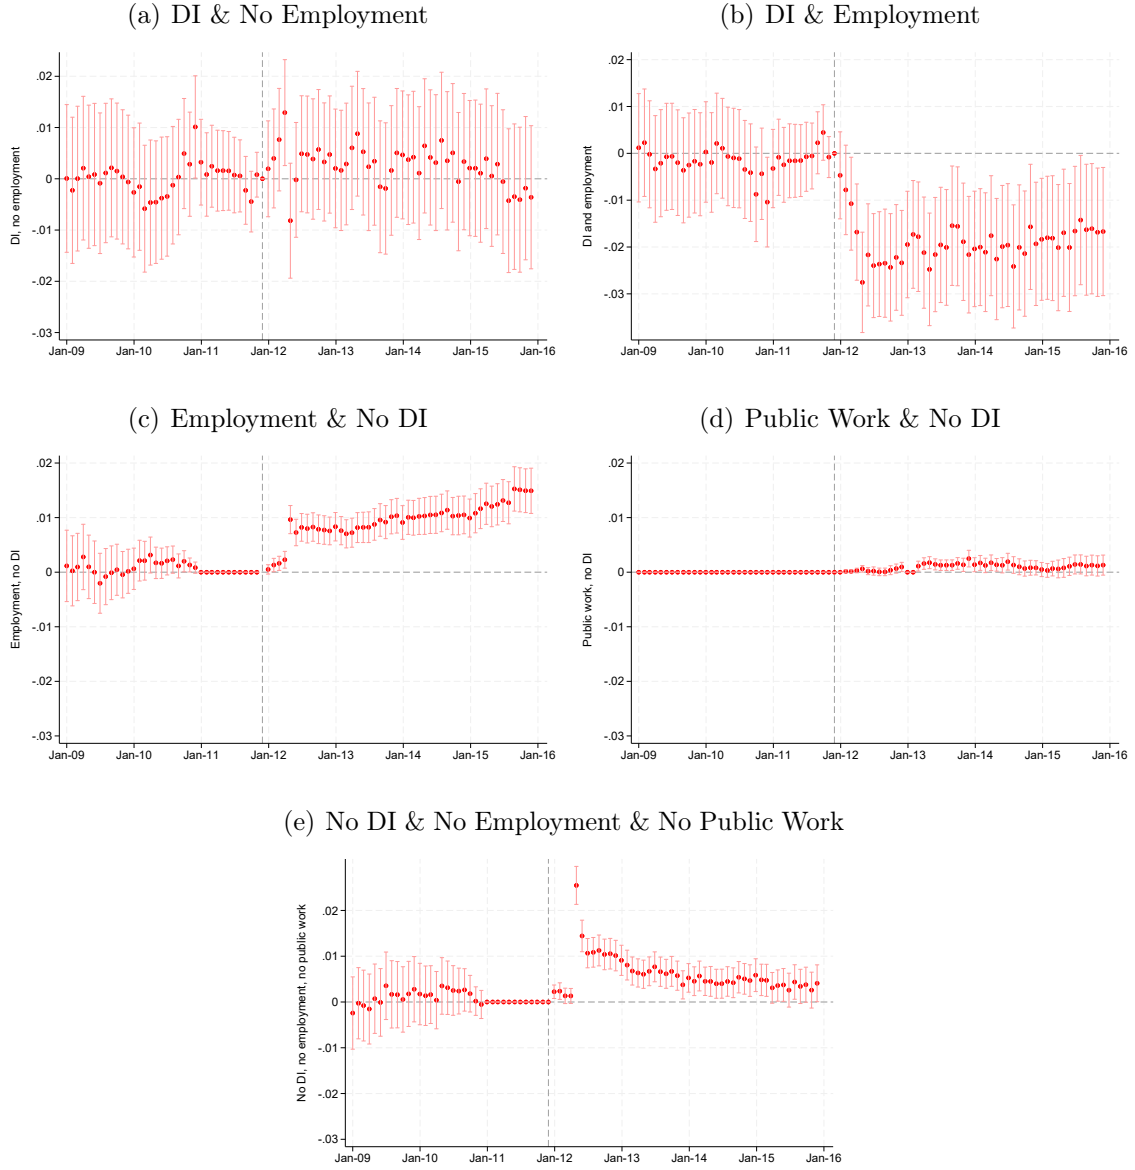 (a) DI & No Employment
(b) DI & Employment
DI, no employment
.02
.01
0
-.01
-.02
-.03
Jan-09 Jan-10 Jan-11 Jan-12 Jan-13 Jan-14 Jan-15 Jan-16
DI and employment
.02
.01
0
-.01
-.02
-.03
Jan-09 Jan-10 Jan-11 Jan-12 Jan-13 Jan-14 Jan-15 Jan-16
(c) Employment & No DI
(d) Public Work & No DI
Employment, no DI
.02
.01
0
-.01
-.02
-.03
Jan-09 Jan-10 Jan-11 Jan-12 Jan-13 Jan-14 Jan-15 Jan-16
Public work, no DI
.02
.01
0
-.01
-.02
-.03
Jan-09 Jan-10 Jan-11 Jan-12 Jan-13 Jan-14 Jan-15 Jan-16
(e) No DI & No Employment & No Public Work
No DI, no employment, no public work
.02
.01
0
-.01
-.02
-.03
Jan-09 Jan-10 Jan-11 Jan-12 Jan-13 Jan-14 Jan-15 Jan-16